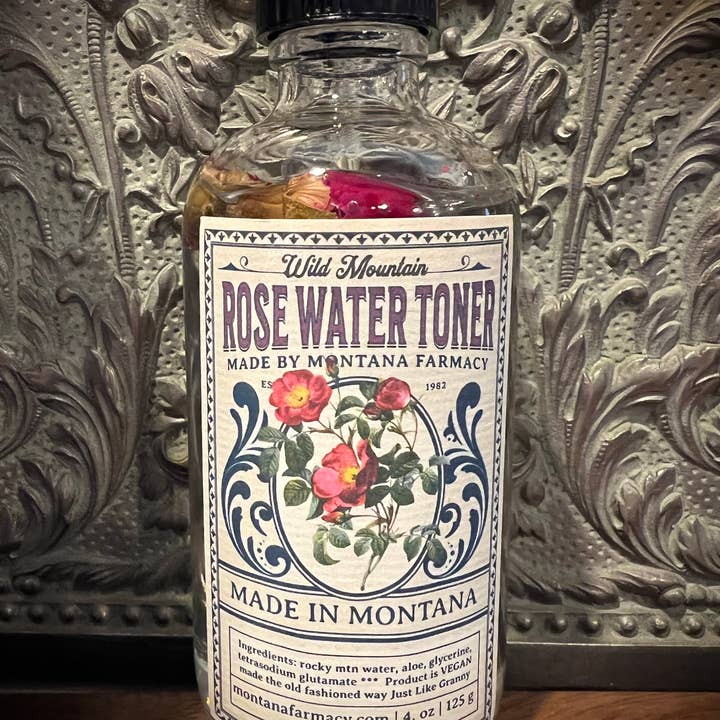 Wild Mountain
ROSE WATER TONER
MADE BY MONTANA FARMACY
ES 1982
MADE IN MONTANA
Ingredients: rocky mtn water, aloe, glycerine,
tetrasodium glutamate *** Product is VEGAN
made the old fashioned way Just Like Granny
montanafarmacy.com | 4. oz | 125 g